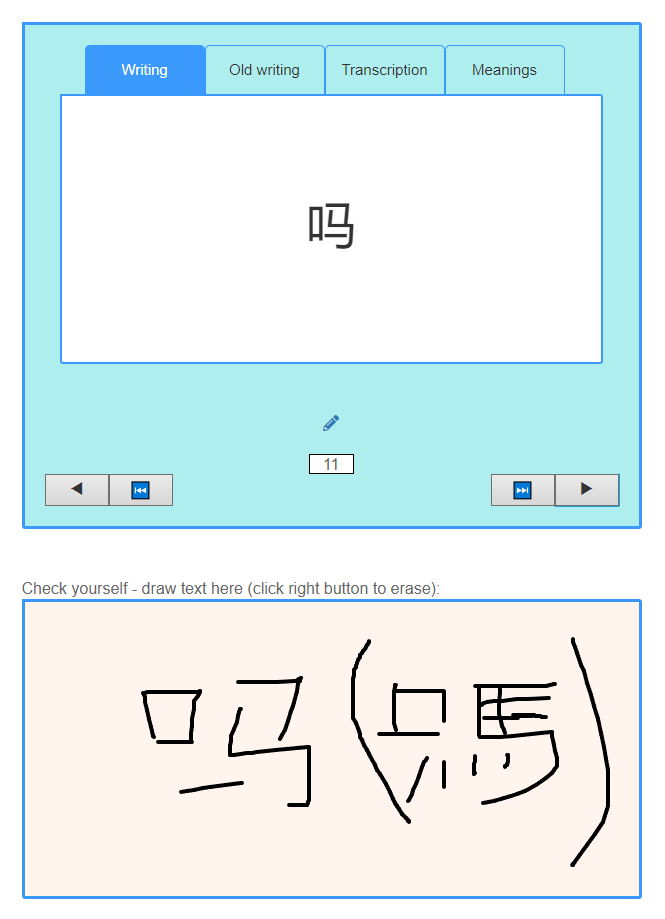 Writing Old writing Transcription Meanings
吗
11
Check yourself - draw text here (click right button to erase):
吗(嗎)